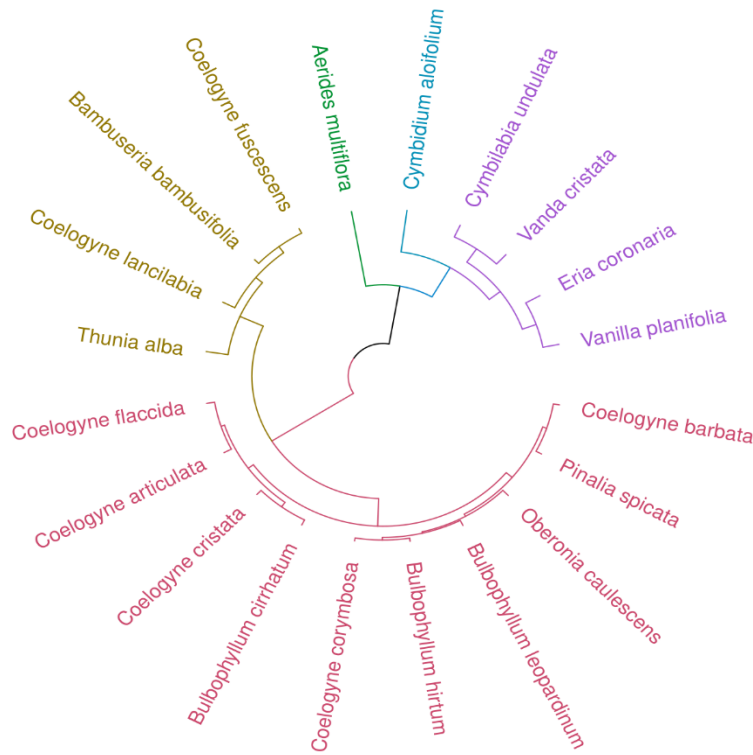 Coelogyne fuscescens
Aerides multiflora
Cymbidium aloifolium
Cymbilabia undulata
Vanda cristata
Eria coronaria
Vanilla planifolia
Coelogyne barbata
Pinalia spicata
Oberonia caulescens
Bulbophyllum leopardinum
Bulbophyllum hirtum
Coelogyne corymbosa
Bulbophyllum cirrhatum
Coelogyne cristata
Coelogyne articulata
Coelogyne flaccida
Thunia alba
Coelogyne lancilabia
Bambuseria bambusifolia